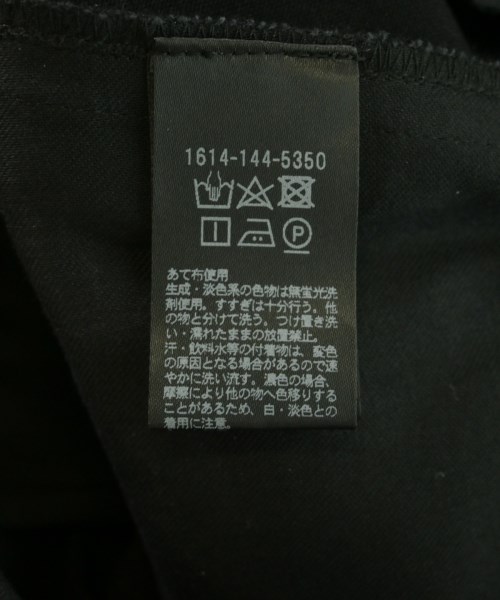 1614-144-5350
P
あて布使用
生成・淡色系の色物は無蛍光洗
剤使用。すすぎは十分行う。他
の物と分けて洗う。つけ置き洗
い・濡れたままの放置禁止。
汗・飲料水等の付着物は、変色
の原因となる場合があるので速
やかに洗い流す。濃色の場合、
摩擦により他の物へ色移りする
ことがあるため、白・淡色との
着用に注意。